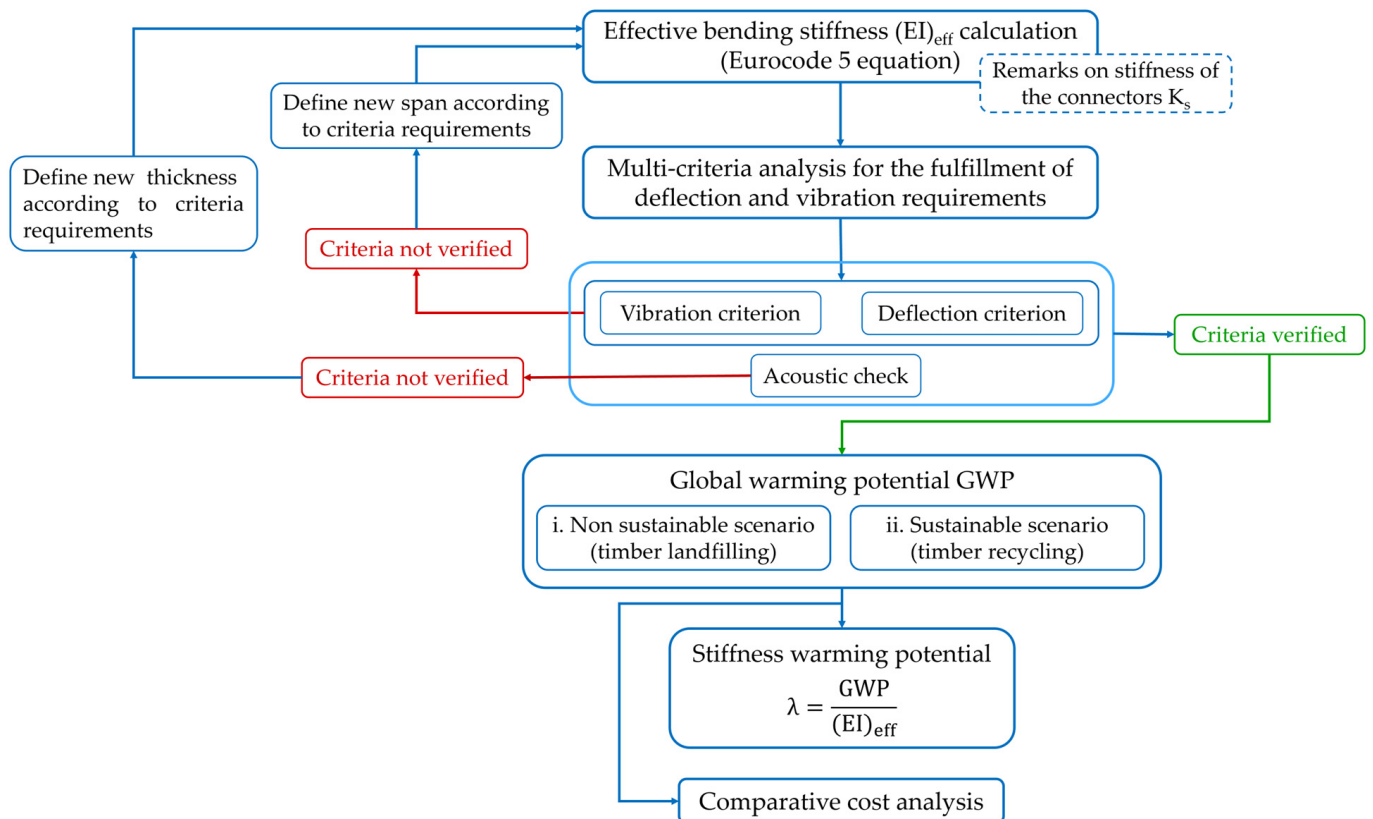 Effective bending stiffness (EI)eff calculation
(Eurocode 5 equation)
Remarks on stiffness of
the connectors Ks
Define new span according
to criteria requirements
Define new thickness
according to criteria
requirements
Multi-criteria analysis for the fulfillment of
deflection and vibration requirements
Criteria not verified
Vibration criterion
Deflection criterion
Criteria verified
Criteria not verified
Acoustic check
Global warming potential GWP
i. Non sustainable scenario
(timber landfilling)
ii. Sustainable scenario
(timber recycling)
Stiffness warming potential
λ = GWP / (EI)eff
Comparative cost analysis